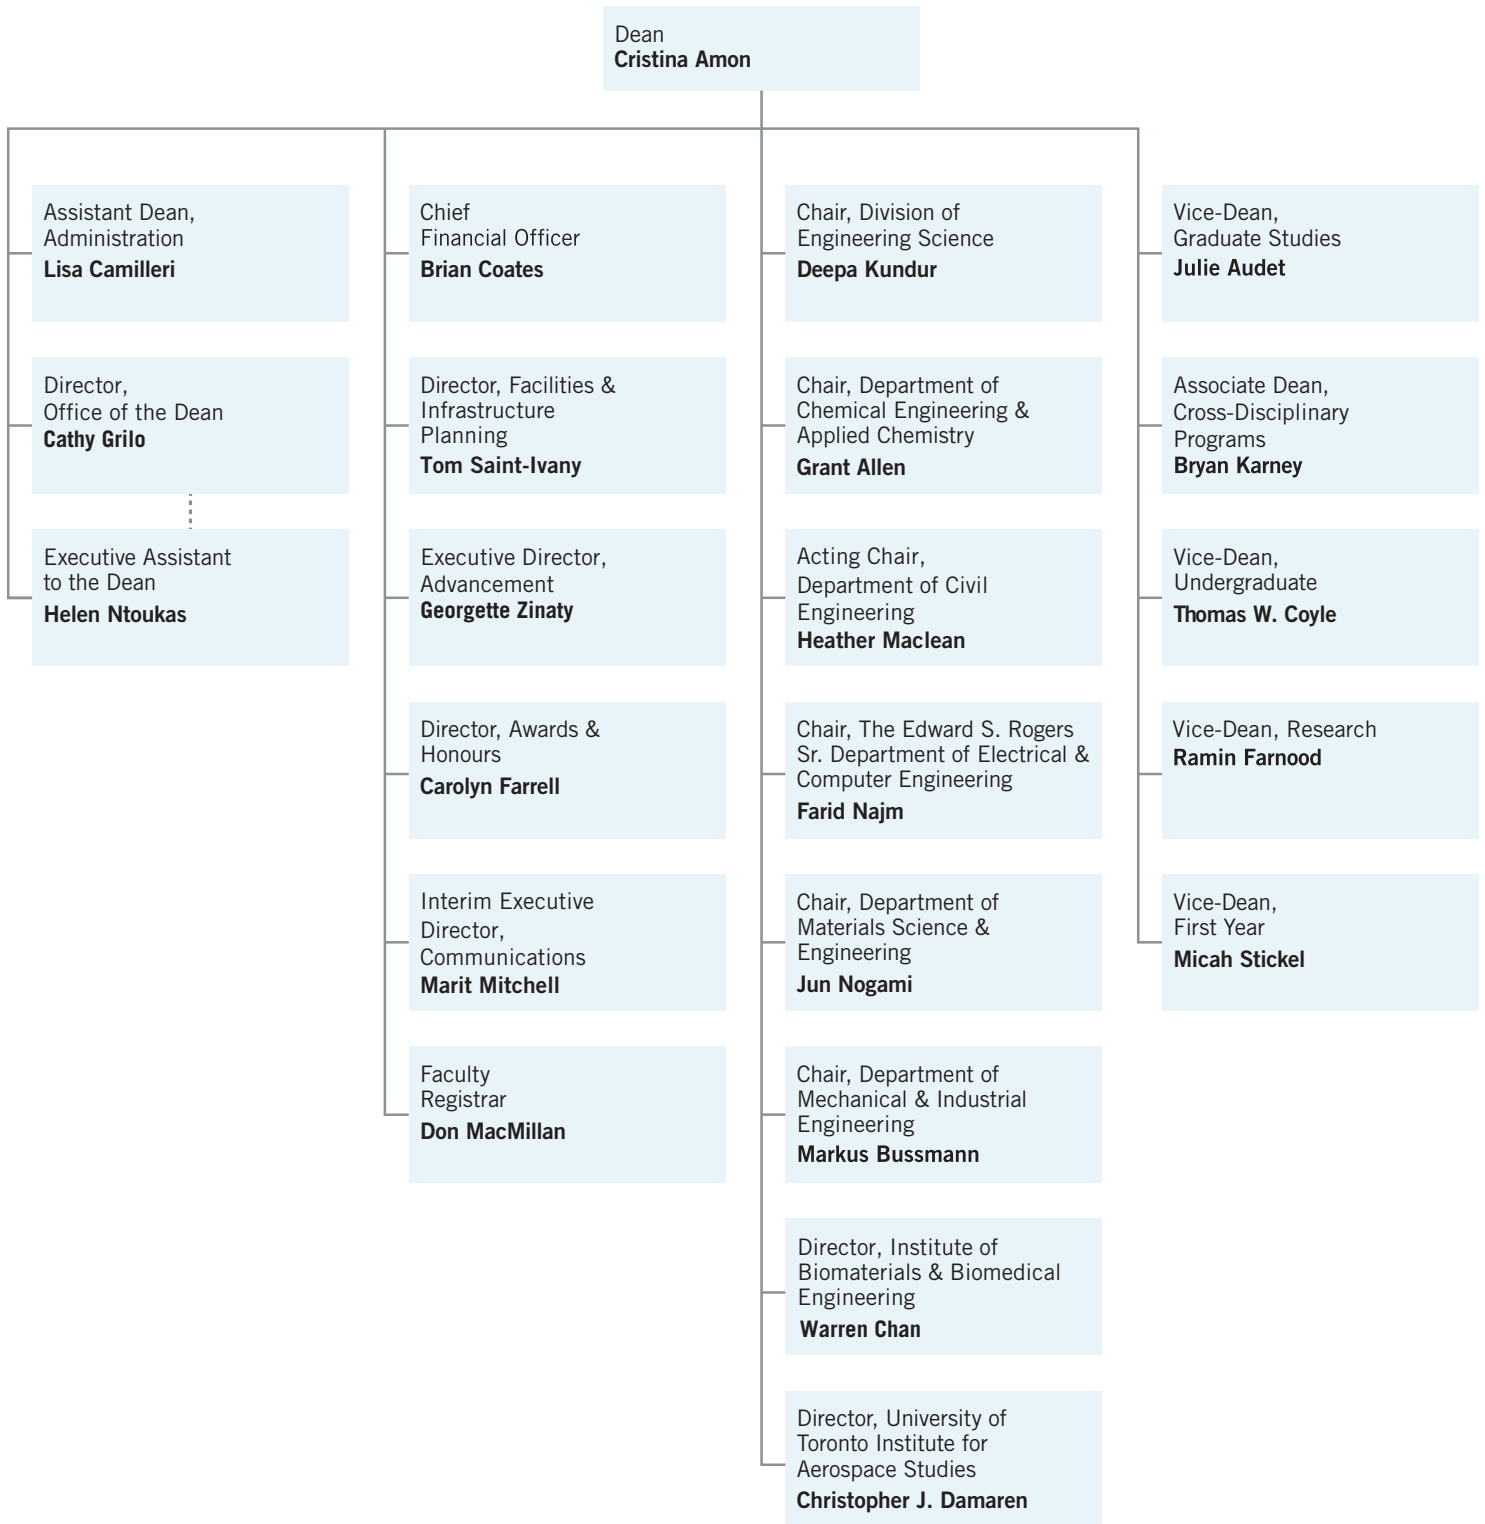 Dean
Cristina Amon
Assistant Dean,
Administration
Lisa Camilleri
Director,
Office of the Dean
Cathy Grilo
Executive Assistant
to the Dean
Helen Ntoukas
Chief
Financial Officer
Brian Coates
Director, Facilities &
Infrastructure
Planning
Tom Saint-Ivany
Executive Director,
Advancement
Georgette Zinaty
Director, Awards &
Honours
Carolyn Farrell
Interim Executive
Director,
Communications
Marit Mitchell
Faculty
Registrar
Don MacMillan
Chair, Division of
Engineering Science
Deepa Kundur
Chair, Department of
Chemical Engineering &
Applied Chemistry
Grant Allen
Acting Chair,
Department of Civil
Engineering
Heather Maclean
Chair, The Edward S. Rogers
Sr. Department of Electrical &
Computer Engineering
Farid Najm
Chair, Department of
Materials Science &
Engineering
Jun Nogami
Chair, Department of
Mechanical & Industrial
Engineering
Markus Bussmann
Director, Institute of
Biomaterials & Biomedical
Engineering
Warren Chan
Director, University of
Toronto Institute for
Aerospace Studies
Christopher J. Damaren
Vice-Dean,
Graduate Studies
Julie Audet
Associate Dean,
Cross-Disciplinary
Programs
Bryan Karney
Vice-Dean,
Undergraduate
Thomas W. Coyle
Vice-Dean, Research
Ramin Farnood
Vice-Dean,
First Year
Micah Stickel